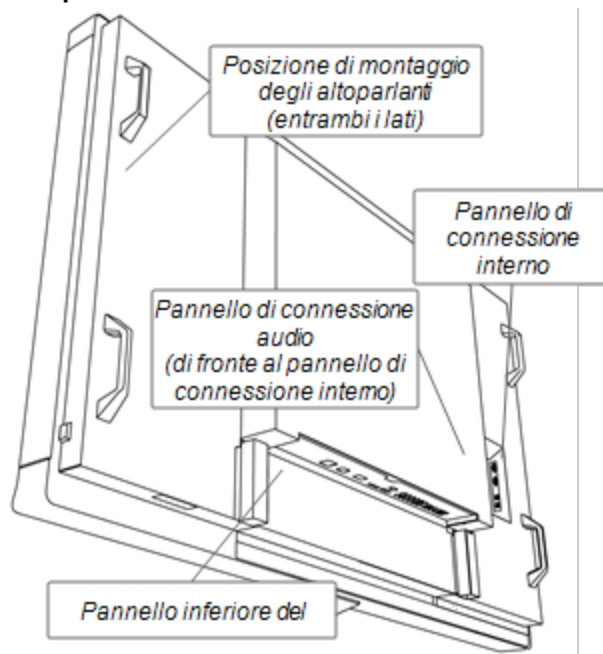 Posizione di montaggio
degli altoparlanti
(entrambi i lati)
Pannello di
connessione
interno
Pannello di connessione
audio
(di fronte al pannello di
connessione interno)
Pannello inferiore del